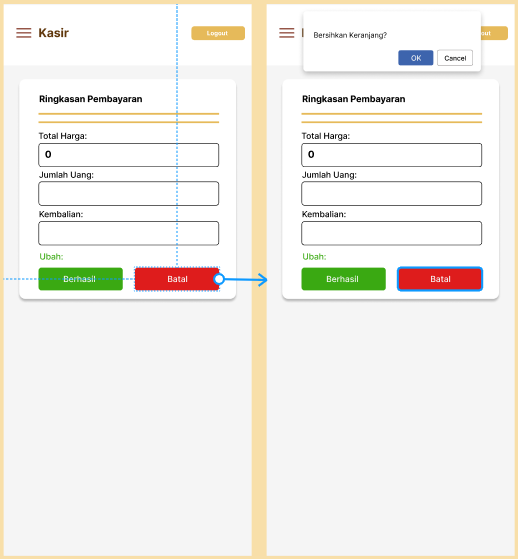 Kasir
Logout
Ringkasan Pembayaran
Total Harga:
0
Jumlah Uang:
Kembalian:
Ubah:
Berhasil
Batal
Bersihkan Keranjang?
OK
Cancel
Ringkasan Pembayaran
Total Harga:
0
Jumlah Uang:
Kembalian:
Ubah:
Berhasil
Batal